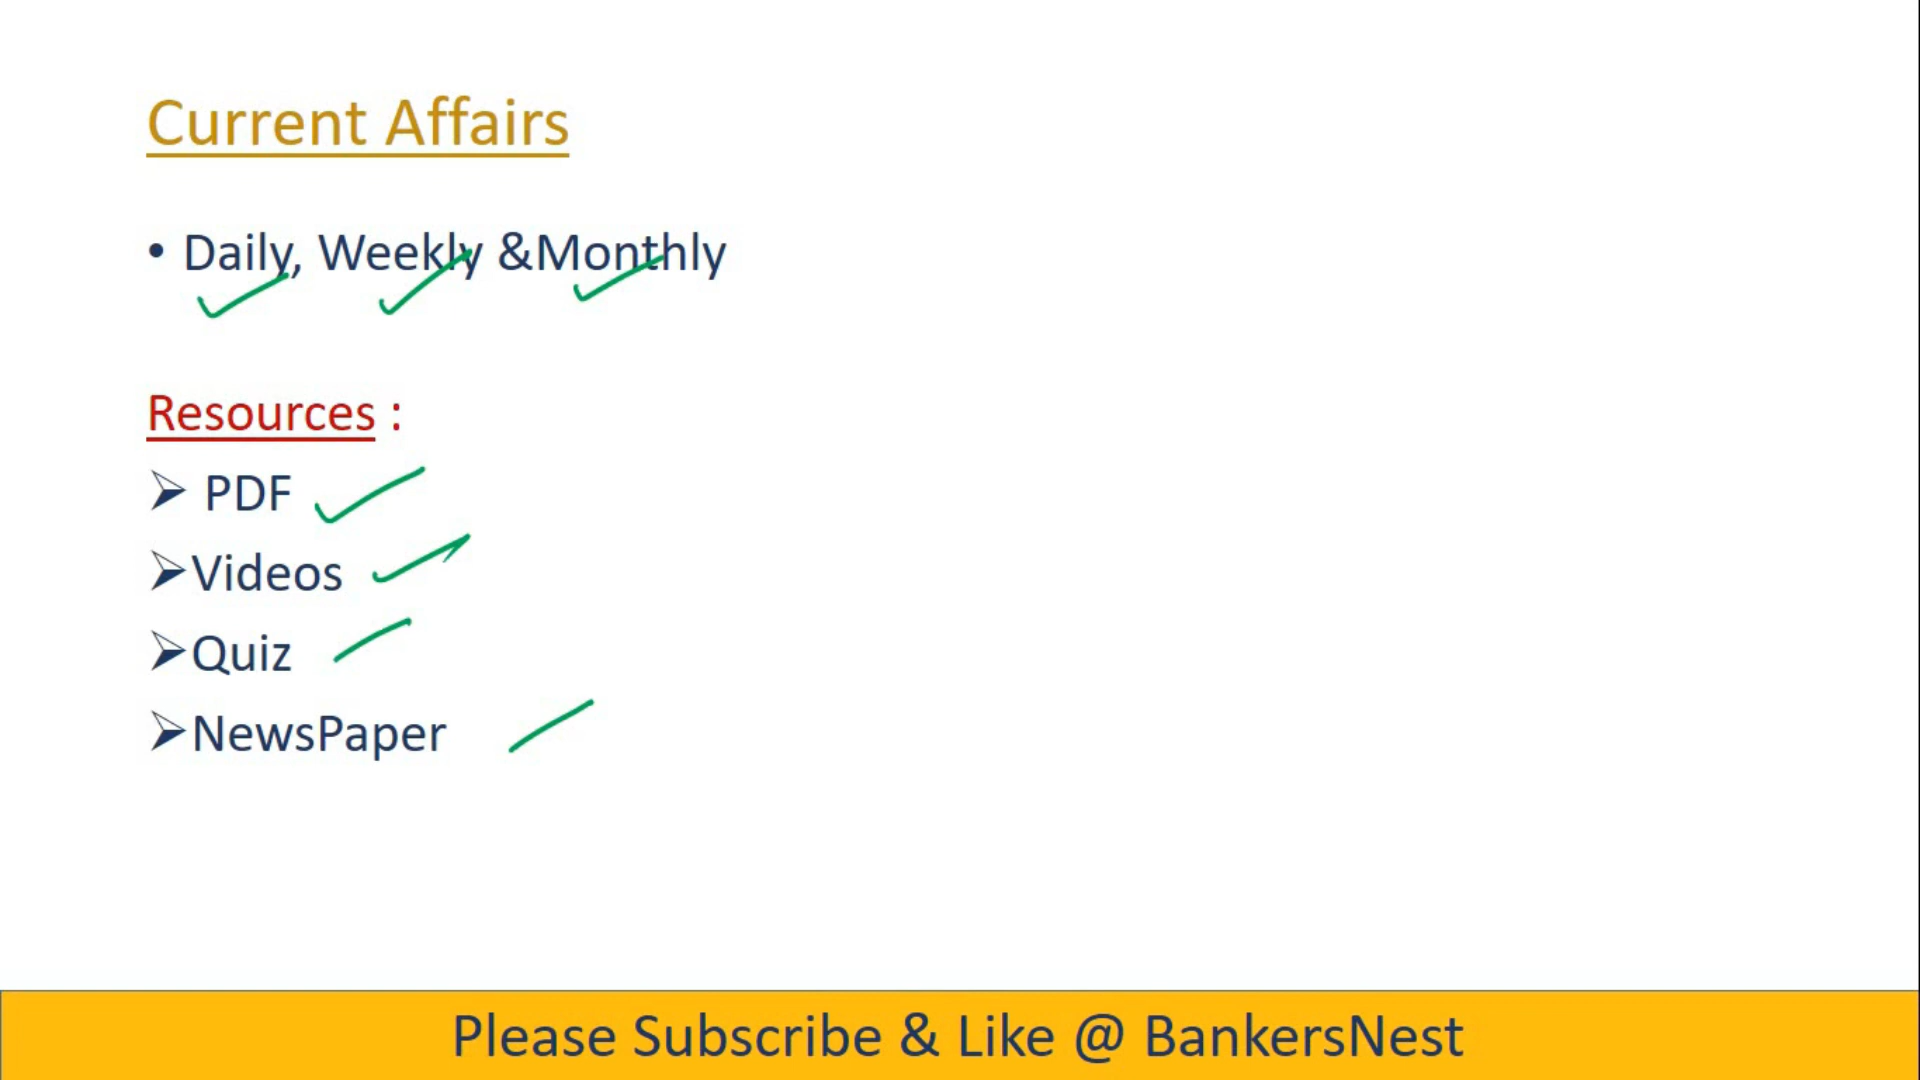 Current Affairs
• Daily, Weekly &Monthly
Resources :
➢ PDF
➢Videos
➢Quiz
➢NewsPaper
Please Subscribe & Like @ BankersNest